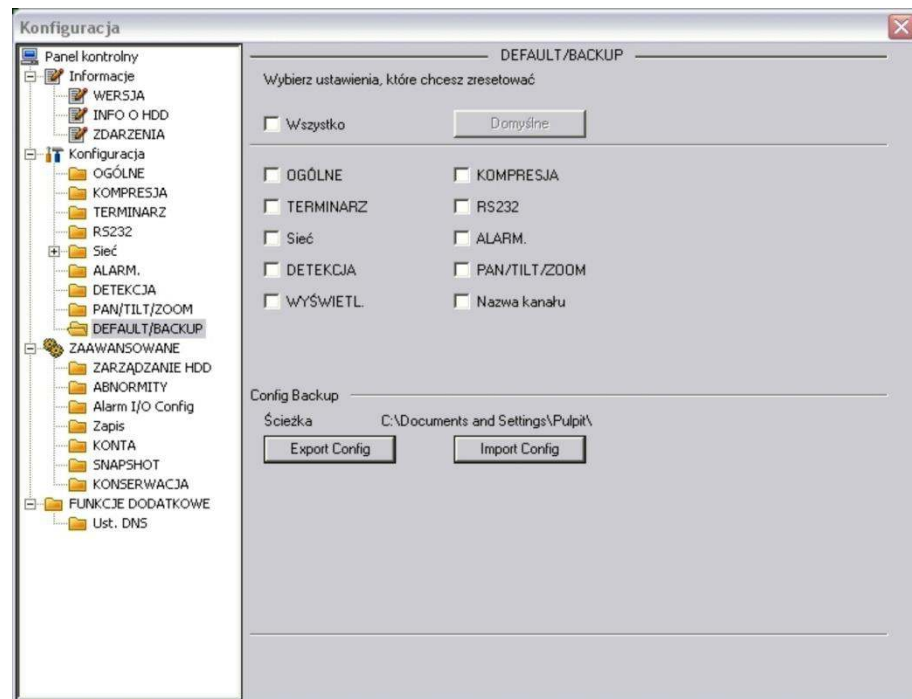 Konfiguracja
Panel kontrolny
Informacje
WERSJA
INFO O HDD
ZDARZENIA
Konfiguracja
OGÓLNE
KOMPRESJA
TERMINARZ
RS232
Sieć
ALARM.
DETEKCJA
PAN/TILT/ZOOM
DEFAULT/BACKUP
ZAAWANSOWANE
ZARZĄDZANIE HDD
ABNORMITY
Alarm I/O Config
Zapis
KONTA
SNAPSHOT
KONSERWACJA
FUNKCJE DODATKOWE
Ust. DNS
DEFAULT/BACKUP
Wybierz ustawienia, które chcesz zresetować
Wszystko Domyślne
OGÓLNE KOMPRESJA
TERMINARZ RS232
Sieć ALARM.
DETEKCJA PAN/TILT/ZOOM
WYŚWIETL. Nazwa kanału
Config Backup
Ścieżka C:\Documents and Settings\Pulpit\
Export Config Import Config